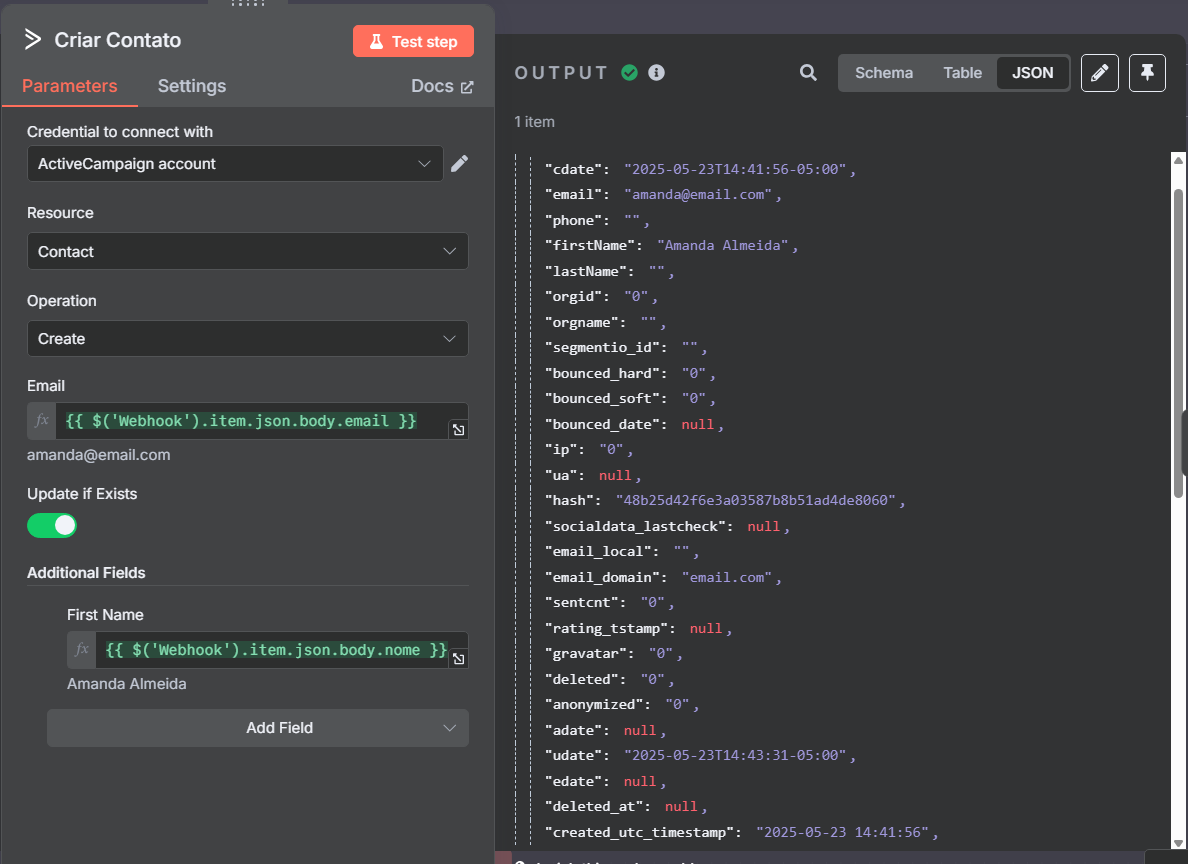 Criar Contato
Test step
Parameters
Settings
Docs
Credential to connect with
ActiveCampaign account
Resource
Contact
Operation
Create
Email
fx
{{ $('Webhook').item.json.body.email }}
amanda@email.com
Update if Exists
Additional Fields
First Name
fx
{{ $('Webhook').item.json.body.nome }}
Amanda Almeida
Add Field
OUTPUT
Schema
Table
JSON
1 item
"cdate": "2025-05-23T14:41:56-05:00",
"email": "amanda@email.com",
"phone": "",
"firstName": "Amanda Almeida",
"lastName": "",
"orgid": "0",
"orgname": "",
"segmentio_id": "",
"bounced_hard": "0",
"bounced_soft": "0",
"bounced_date": null,
"ip": "0",
"ua": null,
"hash": "48b25d42f6e3a03587b8b51ad4de8060",
"socialdata_lastcheck": null,
"email_local": "",
"email_domain": "email.com",
"sentcnt": "0",
"rating_tstamp": null,
"gravatar": "0",
"deleted": "0",
"anonymized": "0",
"adate": null,
"udate": "2025-05-23T14:43:31-05:00",
"edate": null,
"deleted_at": null,
"created_utc_timestamp": "2025-05-23 14:41:56",